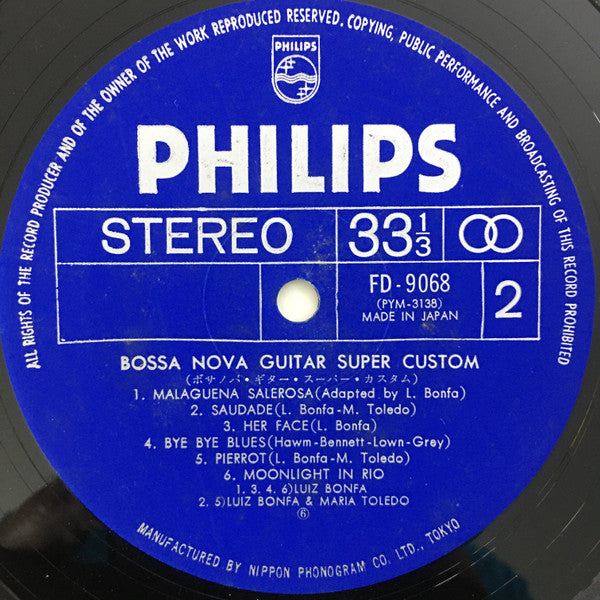 ALL RIGHTS OF THE RECORD PRODUCER AND OF THE OWNER OF THE WORK REPRODUCED RESERVED. COPYING, PUBLIC PERFORMANCE AND BROADCASTING OF THIS RECORD PROHIBITED
PHILIPS
PHILIPS
STEREO 33 1/3
FD-9068
(PYM-3138)
MADE IN JAPAN
2
BOSSA NOVA GUITAR SUPER CUSTOM
(ボサノバ・ギター・スーパー・カスタム)
1. MALAGUENA SALEROSA(Adapted by L. Bonfa)
2. SAUDADE(L. Bonfa-M. Toledo)
3. HER FACE(L. Bonfa)
4. BYE BYE BLUES(Hawm-Bennett-Lown-Grey)
5. PIERROT(L. Bonfa-M. Toledo)
6. MOONLIGHT IN RIO
1. 3. 4. 6)LUIZ BONFA
2. 5)LUIZ BONFA & MARIA TOLEDO
⑥
MANUFACTURED BY NIPPON PHONOGRAM CO. LTD., TOKYO